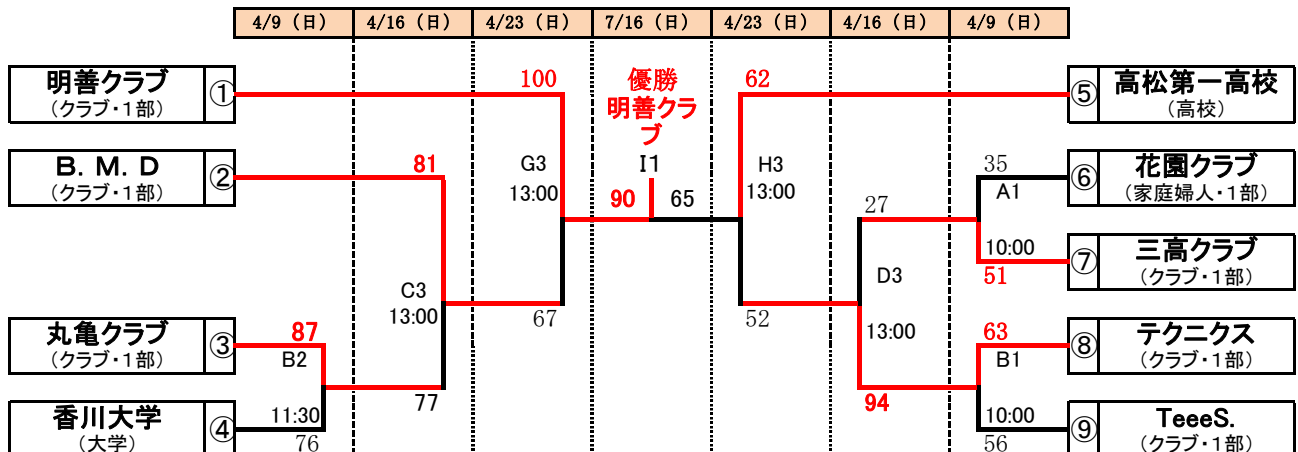 4/9（日） 4/16（日） 4/23（日） 7/16（日） 4/23（日） 4/16（日） 4/9（日）
明善クラブ
(クラブ・１部)
①
100
優勝
明善クラ
ブ
62
⑤
高松第一高校
(高校)
Ｂ．Ｍ．Ｄ
(クラブ・１部)
②
81
G3
13:00
I1
90
65
H3
13:00
35
A1
⑥
花園クラブ
(家庭婦人・１部)
27
10:00
51
⑦
三高クラブ
(クラブ・１部)
C3
13:00
67
52
D3
13:00
丸亀クラブ
(クラブ・１部)
③
87
B2
63
B1
⑧
テクニクス
(クラブ・１部)
香川大学
(大学)
④
11:30
76
77
94
10:00
56
⑨
TeeeS.
(クラブ・１部)